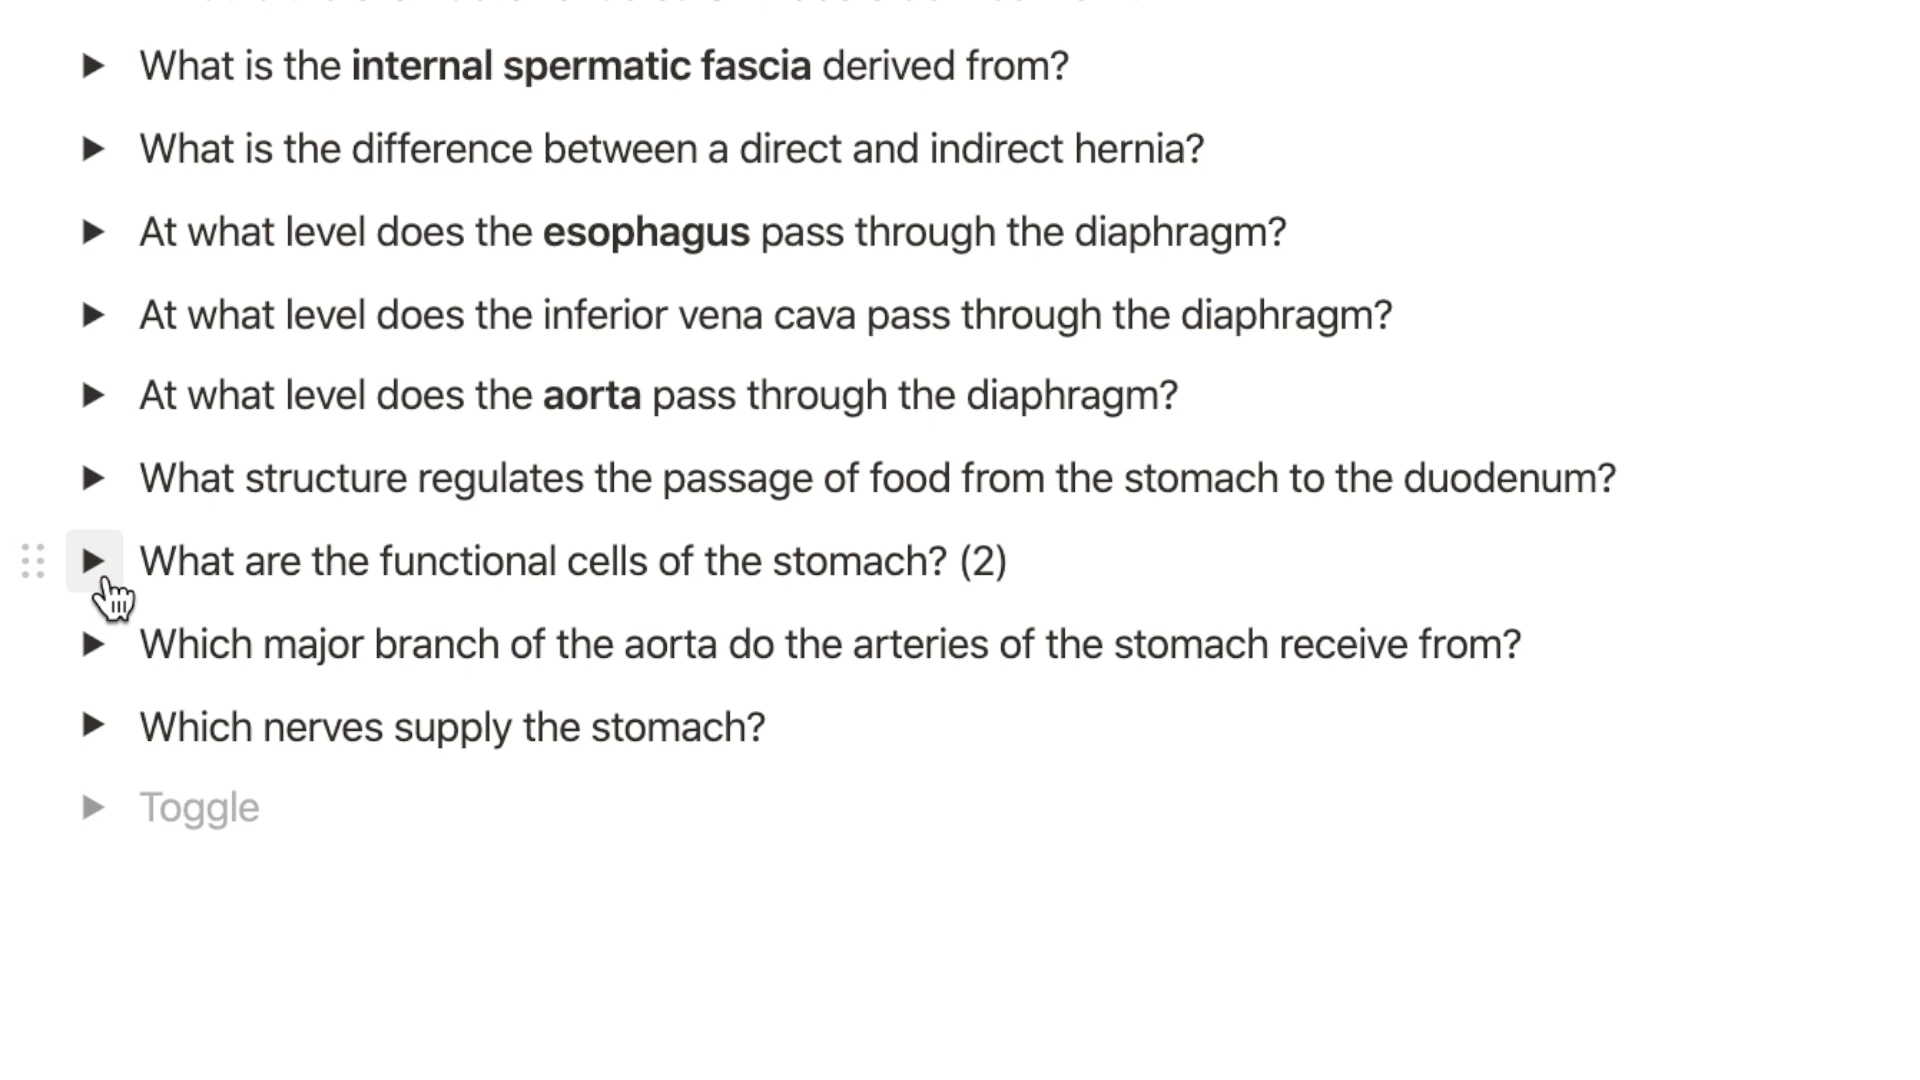 What is the internal spermatic fascia derived from?
What is the difference between a direct and indirect hernia?
At what level does the esophagus pass through the diaphragm?
At what level does the inferior vena cava pass through the diaphragm?
At what level does the aorta pass through the diaphragm?
What structure regulates the passage of food from the stomach to the duodenum?
What are the functional cells of the stomach? (2)
Which major branch of the aorta do the arteries of the stomach receive from?
Which nerves supply the stomach?
Toggle